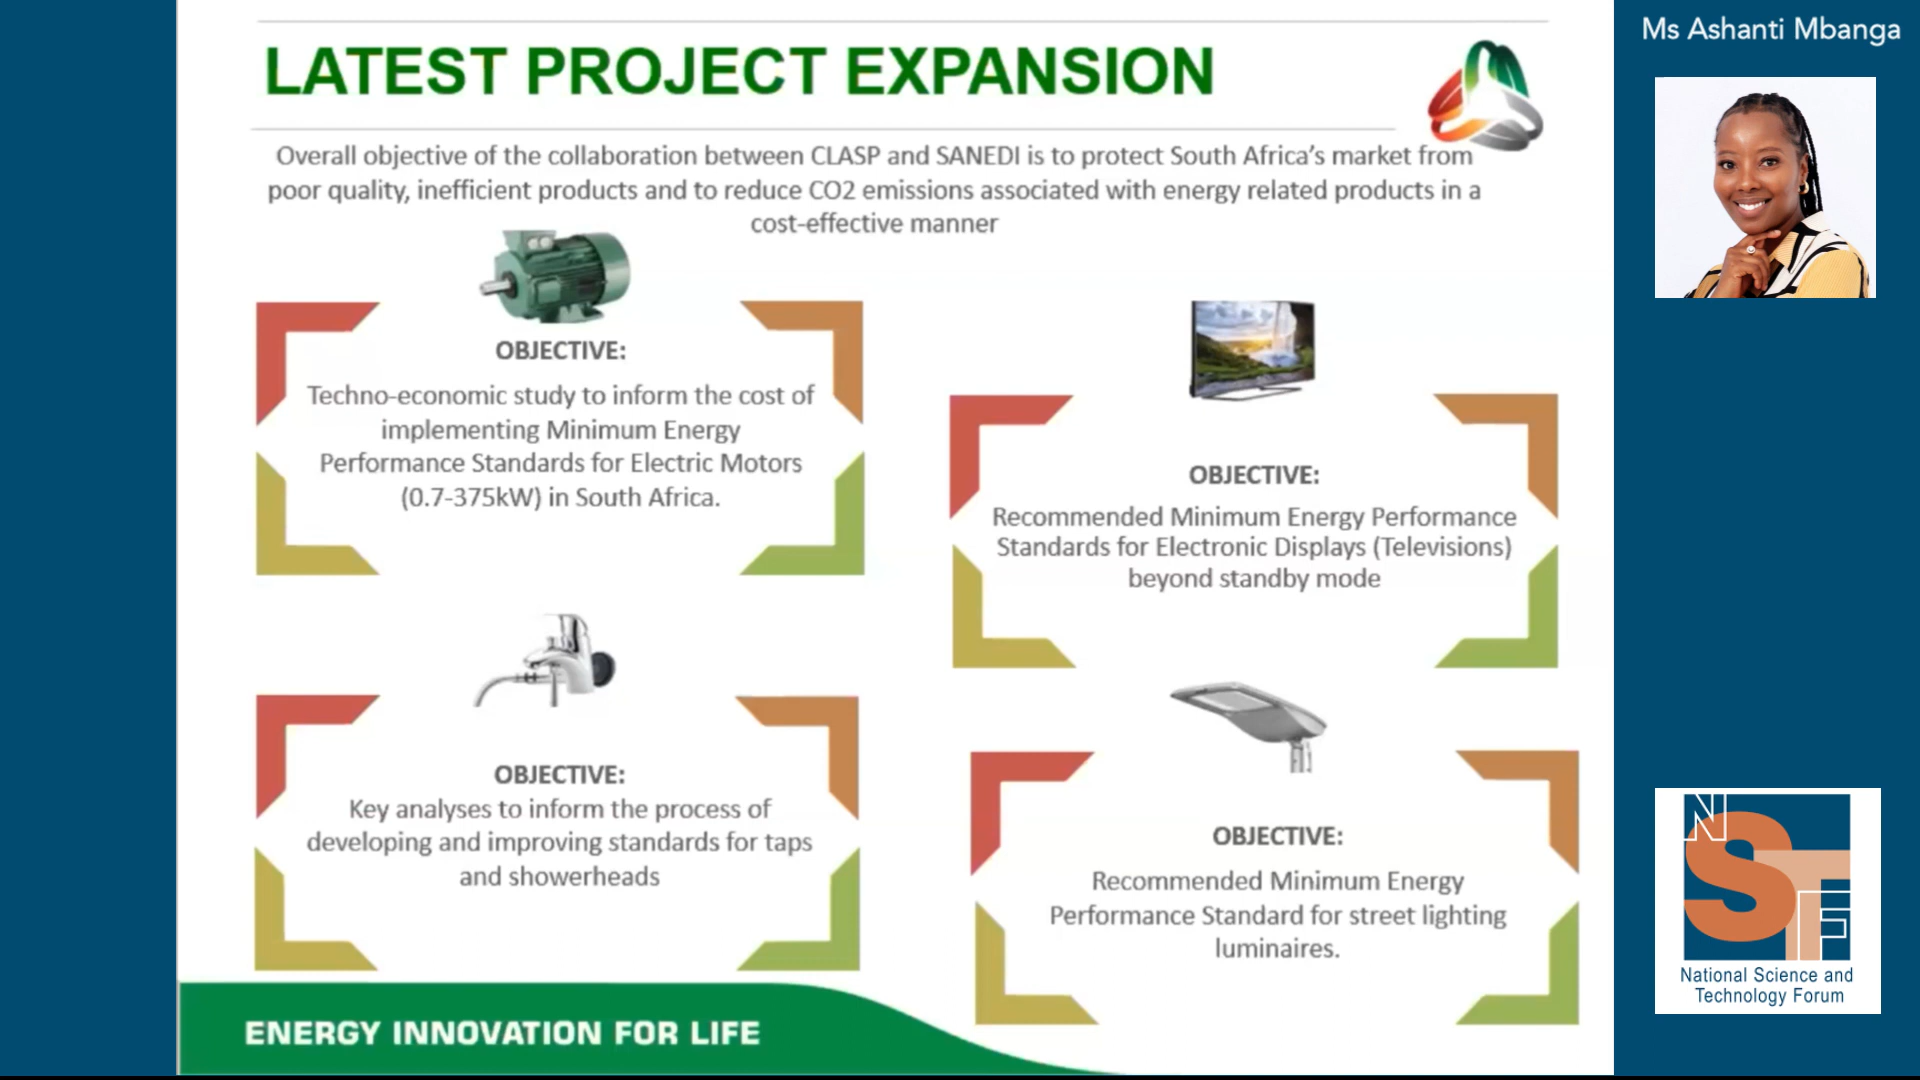 LATEST PROJECT EXPANSION
Overall objective of the collaboration between CLASP and SANEDI is to protect South Africa's market from
poor quality, inefficient products and to reduce CO2 emissions associated with energy related products in a
cost-effective manner
OBJECTIVE:
Techno-economic study to inform the cost of
implementing Minimum Energy
Performance Standards for Electric Motors
(0.7-375kW) in South Africa.
OBJECTIVE:
Recommended Minimum Energy Performance
Standards for Electronic Displays (Televisions)
beyond standby mode
OBJECTIVE:
Key analyses to inform the process of
developing and improving standards for taps
and showerheads
OBJECTIVE:
Recommended Minimum Energy
Performance Standard for street lighting
luminaires.
ENERGY INNOVATION FOR LIFE
Ms Ashanti Mbanga
NSTF
National Science and
Technology Forum